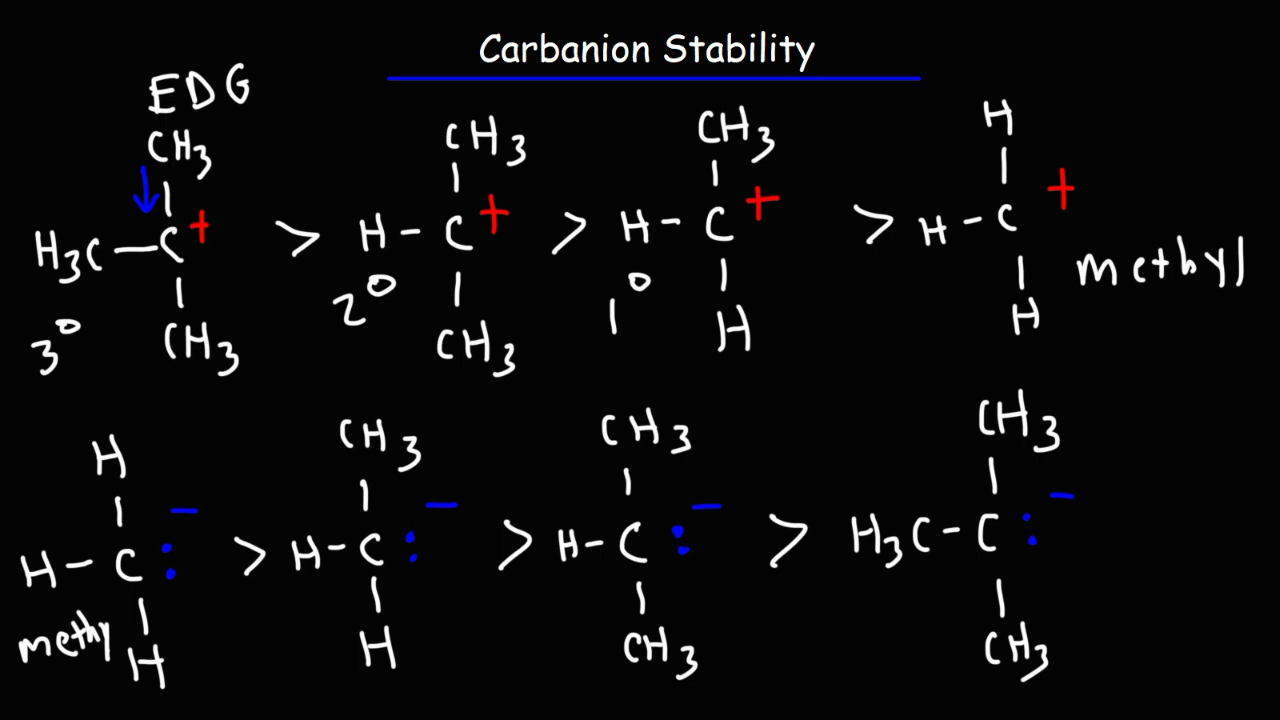 Carbanion Stability
EDG
CH3 CH3 CH3 H
H3C—C+ > H–C+ > H–C+ > H–C +
3° 2° 1° methyl
CH3 CH3 H H
H CH3 CH3 CH3
H–C:– > H–C:– > H–C:– > H3C–C:–
methy
H H CH3 CH3